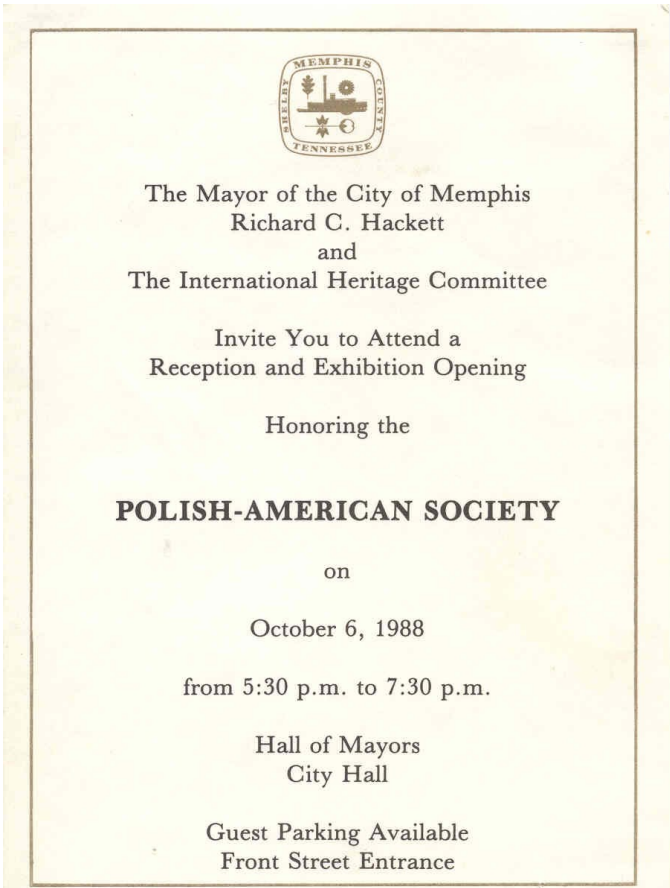 MEMPHIS
SHELBY COUNTY
TENNESSEE
The Mayor of the City of Memphis
Richard C. Hackett
and
The International Heritage Committee
Invite You to Attend a
Reception and Exhibition Opening
Honoring the
POLISH-AMERICAN SOCIETY
on
October 6, 1988
from 5:30 p.m. to 7:30 p.m.
Hall of Mayors
City Hall
Guest Parking Available
Front Street Entrance